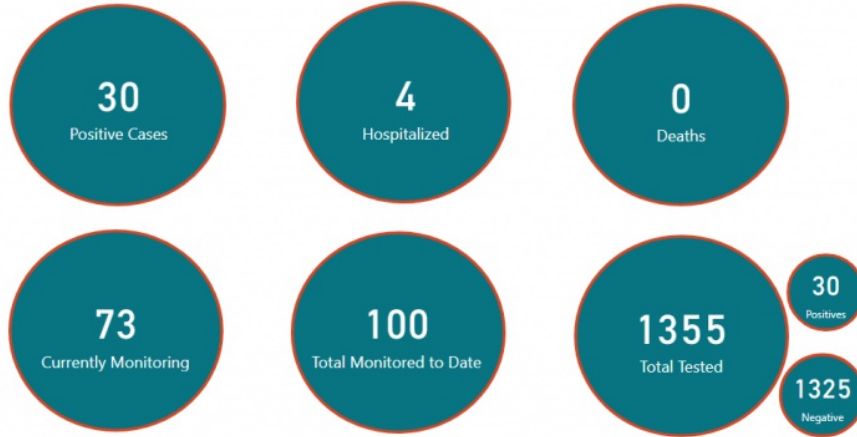 30
Positive Cases
4
Hospitalized
0
Deaths
73
Currently Monitoring
100
Total Monitored to Date
1355
Total Tested
30
Positives
1325
Negative